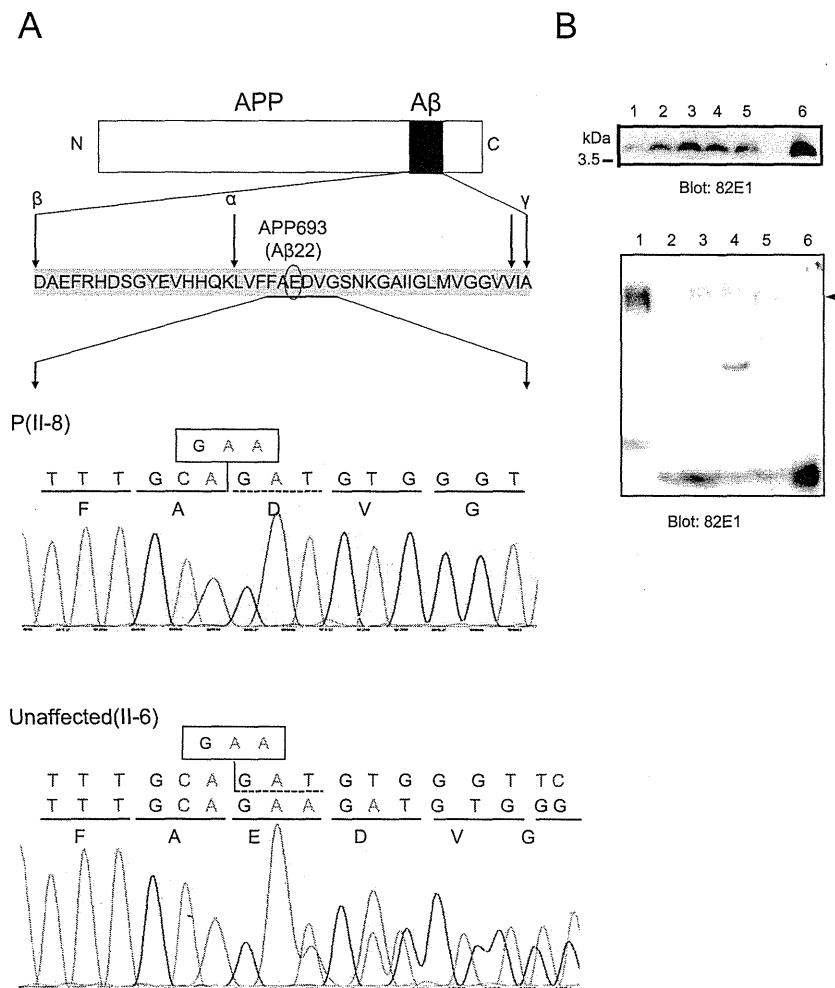 A
APP Aβ
N C
β α γ
APP693
(Aβ22)
DAEFRHDSGYEVHHQKLVFFAEDVGSNKGAIIGLMVGGVVIA
P(II-8)
G A A
T T T G C A G A T G T G G G T
F A D V G
Unaffected(II-6)
G A A
T T T G C A G A T G T G G G T T C
T T T G C A G A A G A T G T G G G
F A E D V G
B
1 2 3 4 5 6
kDa
3.5
Blot: 82E1
1 2 3 4 5 6
Blot: 82E1